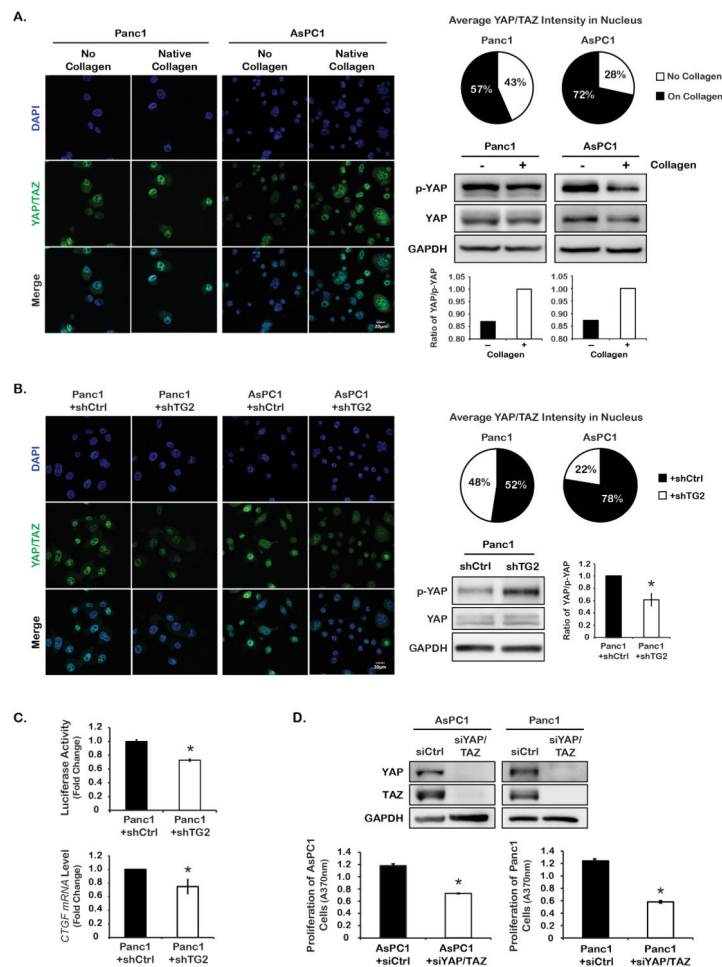 A.
Panc1
AsPC1
No Collagen
Native Collagen
No Collagen
Native Collagen
DAPI
YAP/TAZ
Merge
20µm
Average YAP/TAZ Intensity in Nucleus
Panc1
AsPC1
57%
43%
72%
28%
No Collagen
On Collagen
Panc1
AsPC1
- + - + Collagen
p-YAP
YAP
GAPDH
Ratio of YAP/p-YAP
1.05
1.00
0.95
0.90
0.85
0.80
– +
Collagen
1.05
1.00
0.95
0.90
0.85
0.80
– +
Collagen
B.
Panc1 +shCtrl
Panc1 +shTG2
AsPC1 +shCtrl
AsPC1 +shTG2
DAPI
YAP/TAZ
Merge
20µm
Average YAP/TAZ Intensity in Nucleus
Panc1
AsPC1
48%
52%
22%
78%
+shCtrl
+shTG2
Panc1
shCtrl shTG2
p-YAP
YAP
GAPDH
Ratio of YAP/p-YAP
1.2
1.0
0.8
0.6
0.4
0.2
0
*
Panc1 +shCtrl
Panc1 +shTG2
C.
Luciferase Activity
(Fold Change)
1.2
1.0
0.8
0.6
0.4
0.2
0
*
Panc1 +shCtrl
Panc1 +shTG2
CTGF mRNA Level
(Fold Change)
1.2
1.0
0.8
0.6
0.4
0.2
0
*
Panc1 +shCtrl
Panc1 +shTG2
D.
AsPC1
Panc1
siCtrl
siYAP/TAZ
siCtrl
siYAP/TAZ
YAP
TAZ
GAPDH
Proliferation of AsPC1
Cells (A370nm)
1.4
1.2
1.0
0.8
0.6
0.4
0.2
0
*
AsPC1 +siCtrl
AsPC1 +siYAP/TAZ
Proliferation of Panc1
Cells (A370nm)
1.4
1.2
1.0
0.8
0.6
0.4
0.2
0
*
Panc1 +siCtrl
Panc1 +siYAP/TAZ